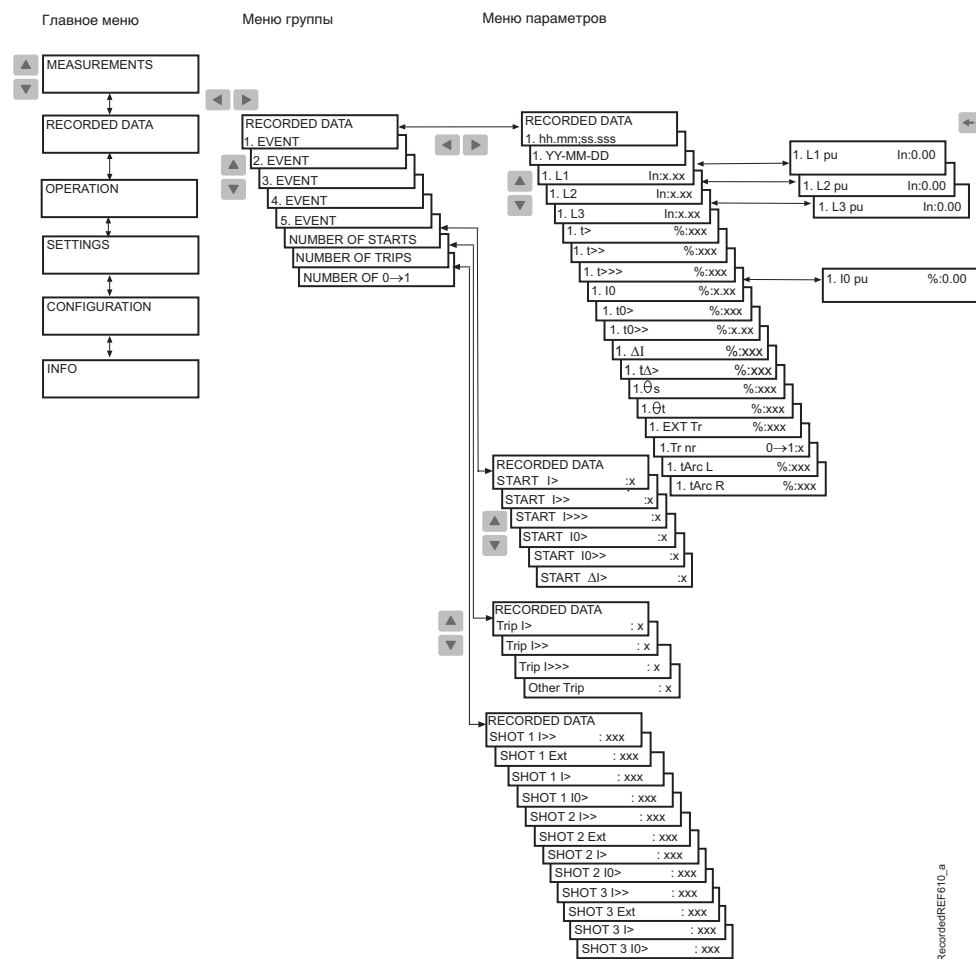 Главное меню
Меню группы
Меню параметров
MEASUREMENTS
RECORDED DATA
OPERATION
SETTINGS
CONFIGURATION
INFO
RECORDED DATA
1. EVENT
2. EVENT
3. EVENT
4. EVENT
5. EVENT
NUMBER OF STARTS
NUMBER OF TRIPS
NUMBER OF 0→1
RECORDED DATA
1. hh.mm;ss.sss
1. YY-MM-DD
1. L1 In:x.xx
1. L2 In:x.xx
1. L3 In:x.xx
1. t> %:xxx
1. t>> %:xxx
1. t>>> %:xxx
1. I0 %:x.xx
1. t0> %:xxx
1. t0>> %:x.xx
1. ΔI %:xxx
1. tΔ> %:xxx
1.θs %:xxx
1.θt %:xxx
1. EXT Tr %:xxx
1.Tr nr 0→1:x
1. tArc L %:xxx
1. tArc R %:xxx
1. L1 pu In:0.00
1. L2 pu In:0.00
1. L3 pu In:0.00
1. I0 pu %:0.00
RECORDED DATA
START I> :x
START I>> :x
START I>>> :x
START I0> :x
START I0>> :x
START ΔI> :x
RECORDED DATA
Trip I> : x
Trip I>> : x
Trip I>>> : x
Other Trip : x
RECORDED DATA
SHOT 1 I>> : xxx
SHOT 1 Ext : xxx
SHOT 1 I> : xxx
SHOT 1 I0> : xxx
SHOT 2 I>> : xxx
SHOT 2 Ext : xxx
SHOT 2 I> : xxx
SHOT 2 I0> : xxx
SHOT 3 I>> : xxx
SHOT 3 Ext : xxx
SHOT 3 I> : xxx
SHOT 3 I0> : xxx
RecordedREF610_a